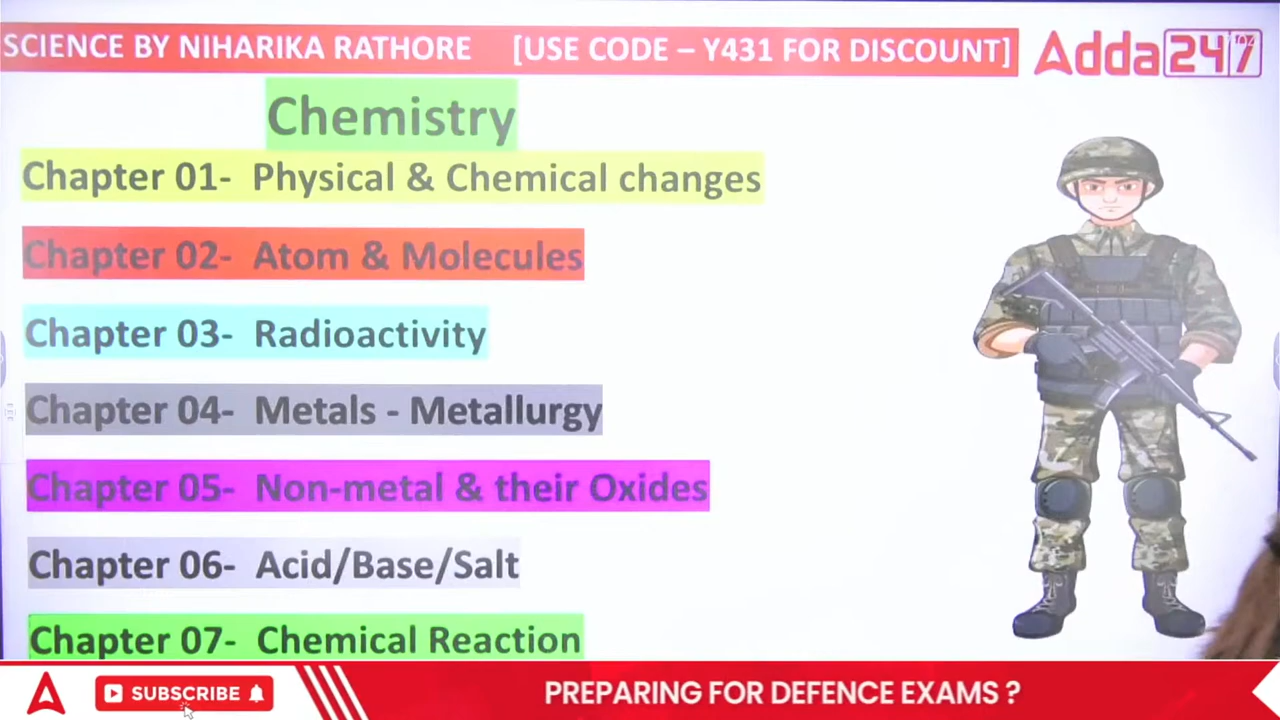 SCIENCE BY NIHARIKA RATHORE [USE CODE – Y431 FOR DISCOUNT]
Adda247
Chemistry
Chapter 01- Physical & Chemical changes
Chapter 02- Atom & Molecules
Chapter 03- Radioactivity
Chapter 04- Metals - Metallurgy
Chapter 05- Non-metal & their Oxides
Chapter 06- Acid/Base/Salt
Chapter 07- Chemical Reaction
SUBSCRIBE
PREPARING FOR DEFENCE EXAMS ?